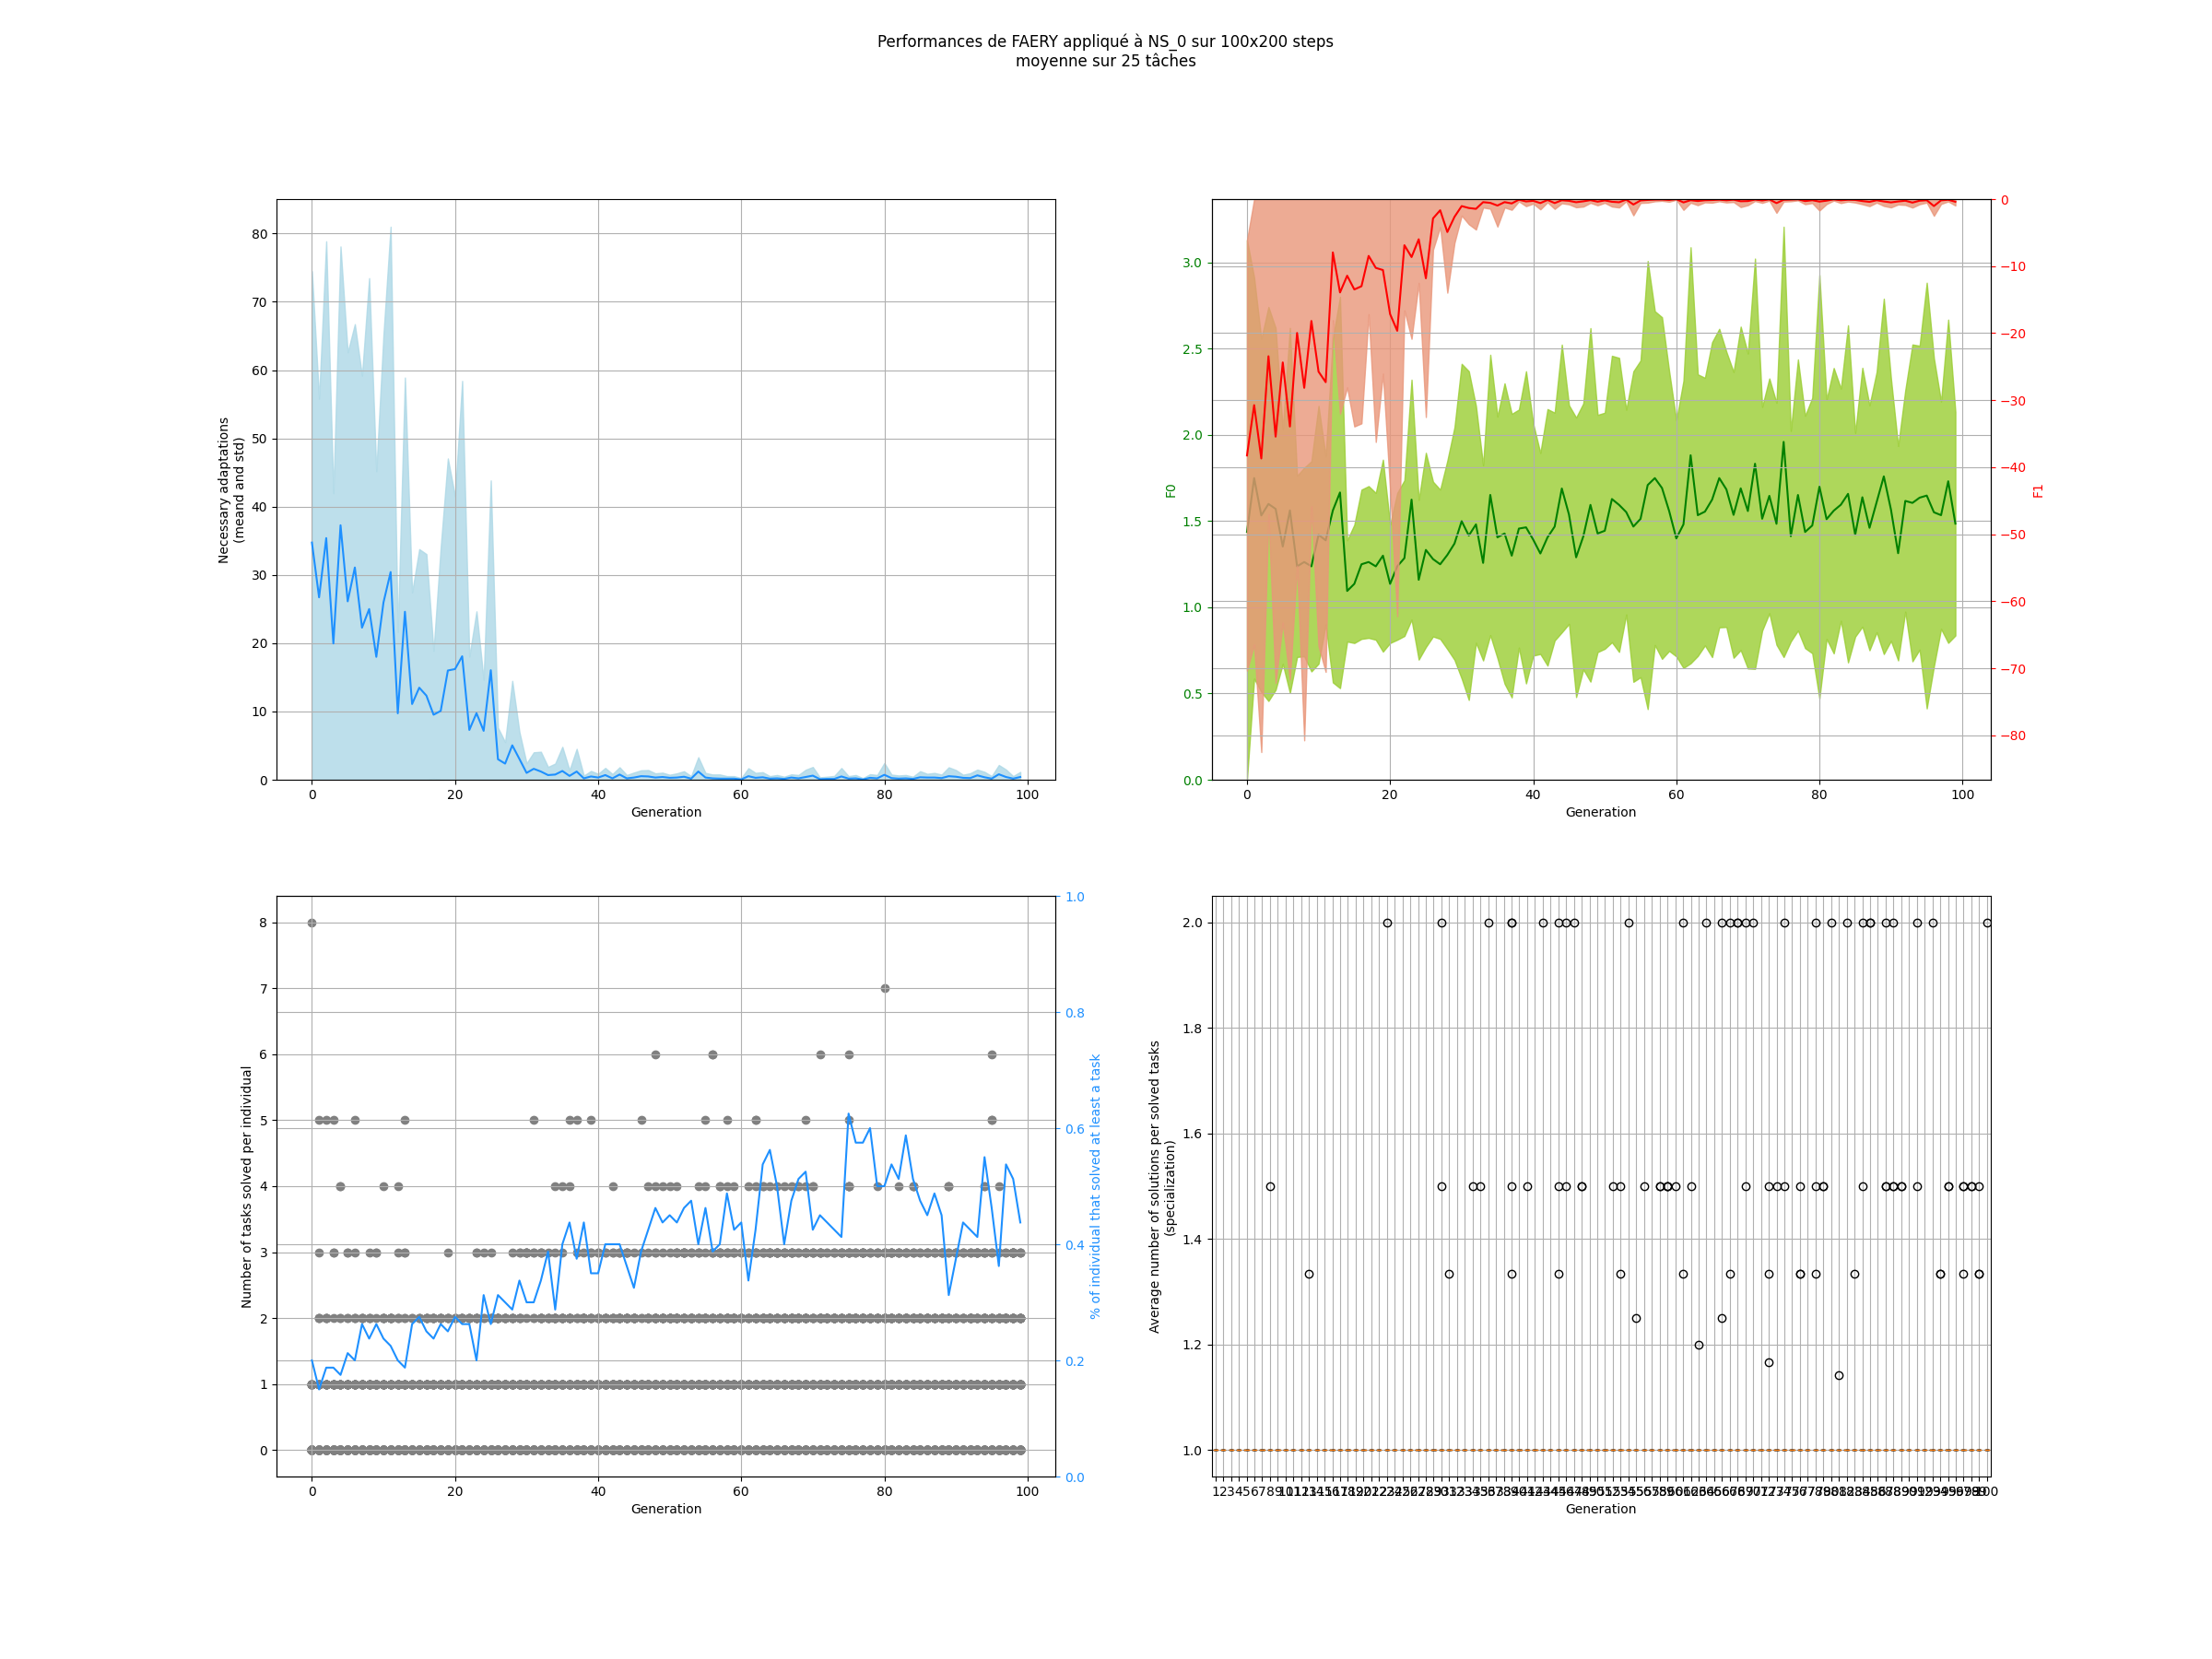 Performances de FAERY appliqué à NS_0 sur 100x200 steps
moyenne sur 25 tâches
Necessary adaptations
(meand and std)
80
70
60
50
40
30
20
10
0
0 20 40 60 80 100
Generation
F0
3.0
2.5
2.0
1.5
1.0
0.5
0.0
0
−10
−20
−30
−40
−50
−60
−70
−80
F1
0 20 40 60 80 100
Generation
Number of tasks solved per individual
8
7
6
5
4
3
2
1
0
1.0
0.8
0.6
0.4
0.2
0.0
% of individual that solved at least a task
0 20 40 60 80 100
Generation
Average number of solutions per solved tasks
(specialization)
2.0
1.8
1.6
1.4
1.2
1.0
Generation